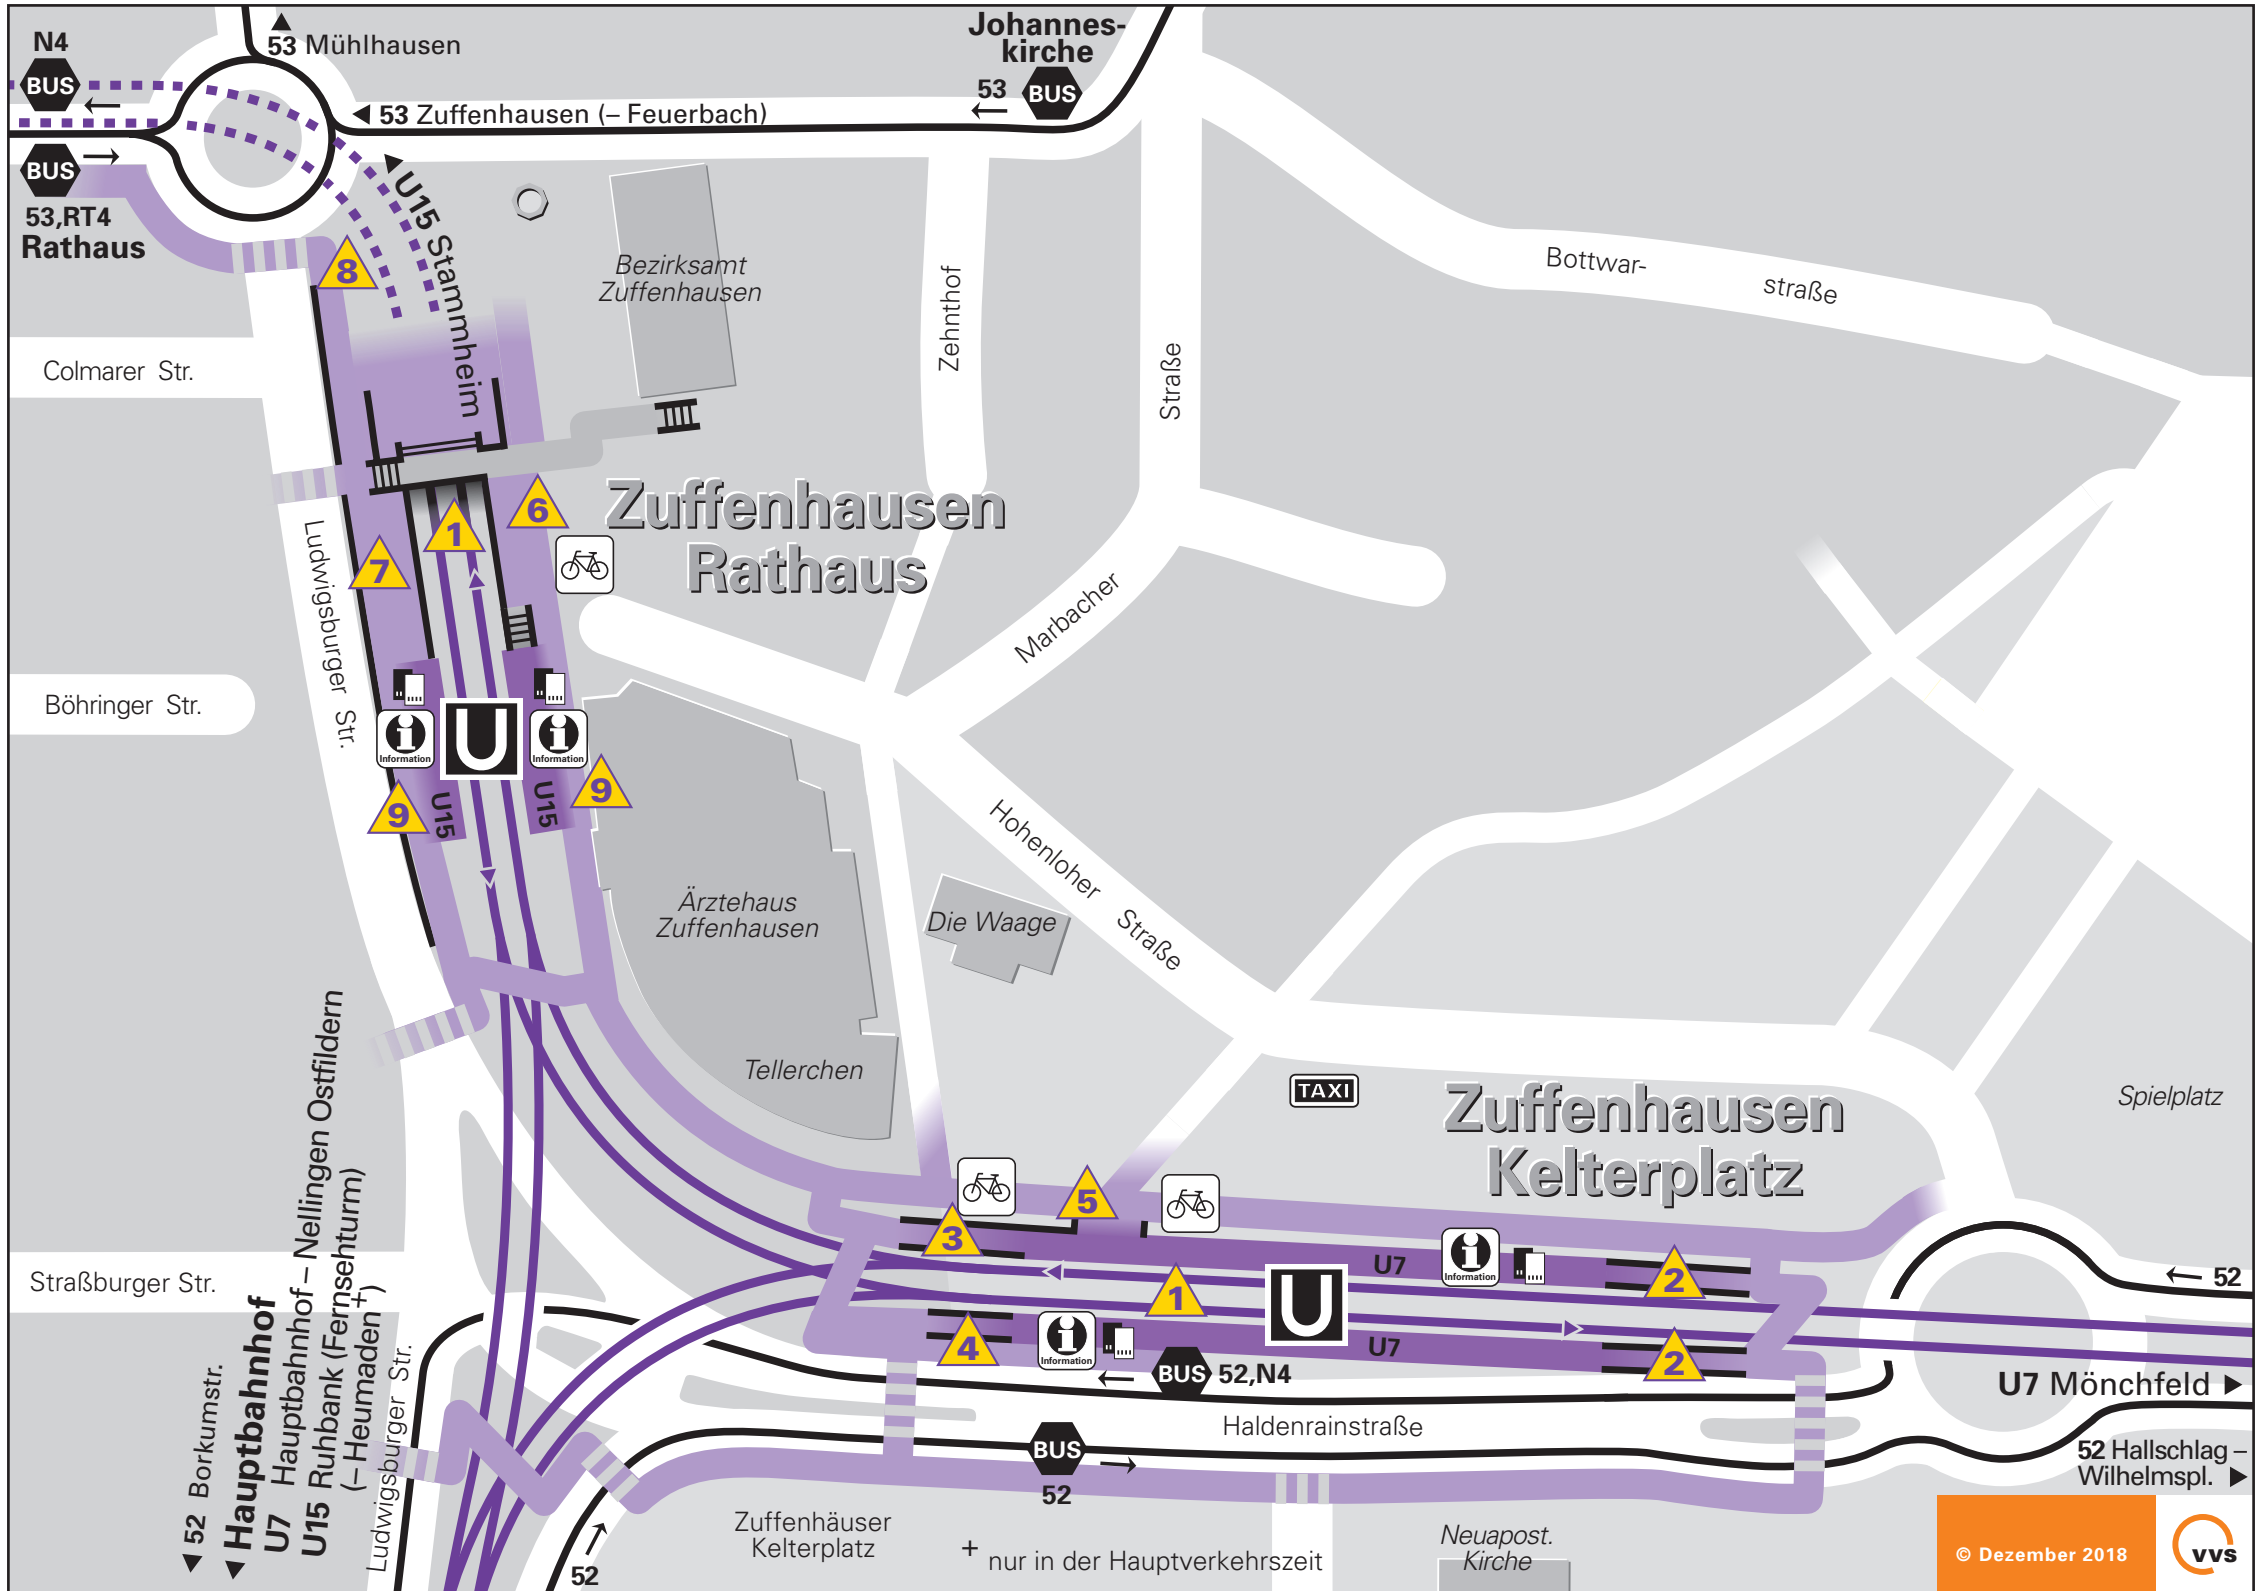 N4
BUS
53 Mühlhausen
Johannes-
kirche
53
BUS
53 Zuffenhausen (– Feuerbach)
BUS
53,RT4
Rathaus
U15 Stammheim
8
Bezirksamt
Zuffenhausen
Zehnthof
Straße
Bottwar-
straße
Colmarer Str.
Zuffenhausen
Rathaus
6
1
7
Ludwigsburger Str.
Marbacher
Böhringer Str.
Information
U
Information
9
9
U15
U15
Hohenloher Straße
Ärztehaus
Zuffenhausen
Die Waage
Tellerchen
TAXI
Zuffenhausen
Kelterplatz
Spielplatz
5
3
U7
Information
2
1
U
52
Straßburger Str.
4
Information
U7
2
BUS
52,N4
U7 Mönchfeld
Haldenrainstraße
BUS
52
52 Hallschlag –
Wilhelmspl.
52 Borkumstr.
Hauptbahnhof
U7 Hauptbahnhof – Nellingen Ostfildern
U15 Ruhbank (Fernsehturm)
(– Heumaden+)
Ludwigsburger Str.
52
Zuffenhäuser
Kelterplatz
+ nur in der Hauptverkehrszeit
Neuapost.
Kirche
© Dezember 2018
vvs